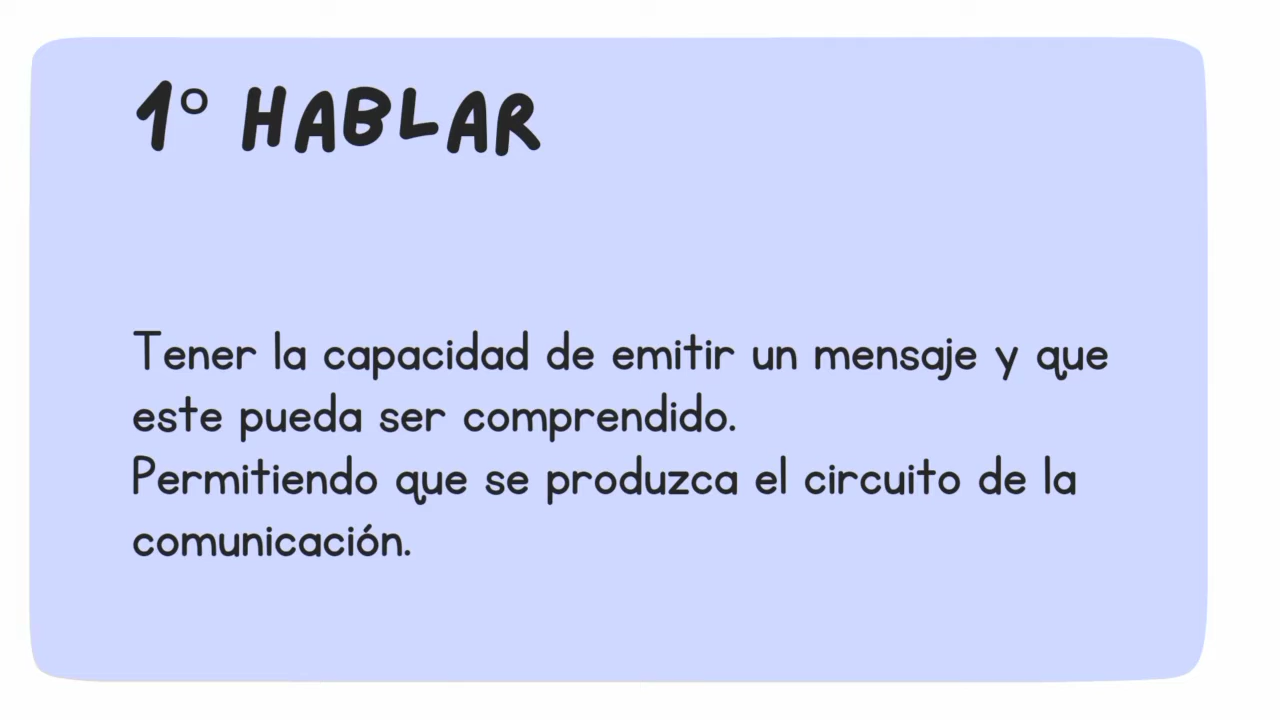 1º HABLAR
Tener la capacidad de emitir un mensaje y que
este pueda ser comprendido.
Permitiendo que se produzca el circuito de la
comunicación.